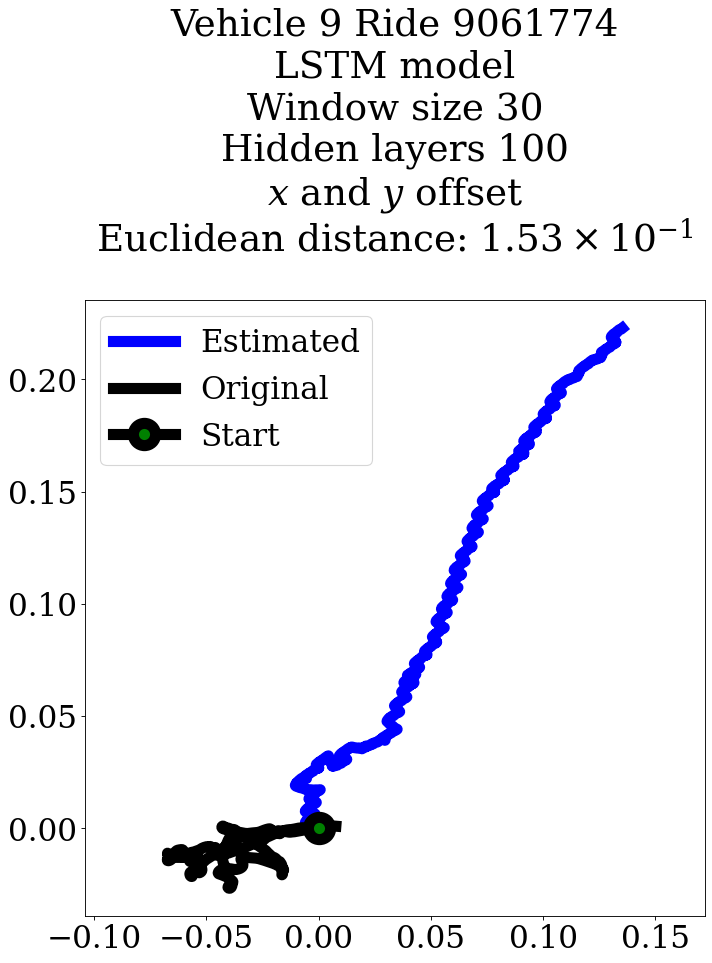 Vehicle 9 Ride 9061774
LSTM model
Window size 30
Hidden layers 100
x and y offset
Euclidean distance: 1.53 × 10⁻¹
Estimated
Original
Start
0.20
0.15
0.10
0.05
0.00
−0.10 −0.05 0.00 0.05 0.10 0.15